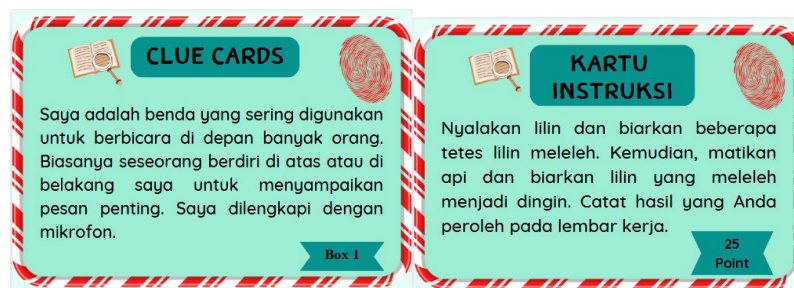 CLUE CARDS
Saya adalah benda yang sering digunakan
untuk berbicara di depan banyak orang.
Biasanya seseorang berdiri di atas atau di
belakang saya untuk menyampaikan
pesan penting. Saya dilengkapi dengan
mikrofon.
Box 1
KARTU
INSTRUKSI
Nyalakan lilin dan biarkan beberapa
tetes lilin meleleh. Kemudian, matikan
api dan biarkan lilin yang meleleh
menjadi dingin. Catat hasil yang Anda
peroleh pada lembar kerja.
25
Point